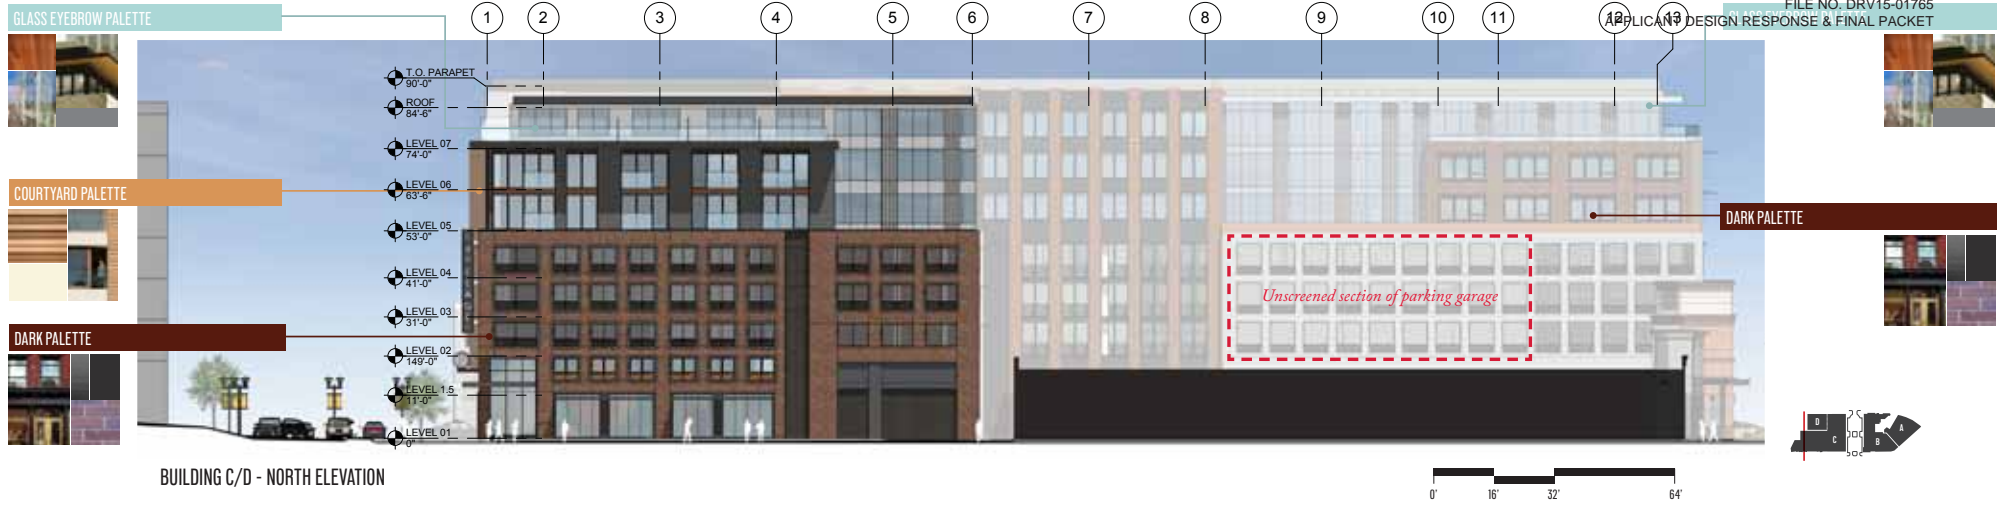 FILE NO. DRV15-01765
APPLICANT DESIGN RESPONSE & FINAL PACKET
GLASS EYEBROW PALETTE
GLASS EYEBROW PALETTE
1 2 3 4 5 6 7 8 9 10 11 12 13
T.O. PARAPET
90'-0"
ROOF
84'-6"
LEVEL 07
74'-0"
LEVEL 06
63'-6"
COURTYARD PALETTE
LEVEL 05
53'-0"
DARK PALETTE
LEVEL 04
41'-0"
Unscreened section of parking garage
LEVEL 03
31'-0"
DARK PALETTE
LEVEL 02
149'-0"
LEVEL 1.5
11'-0"
LEVEL 01
0"
D
C
B
A
BUILDING C/D - NORTH ELEVATION
0' 16' 32' 64'